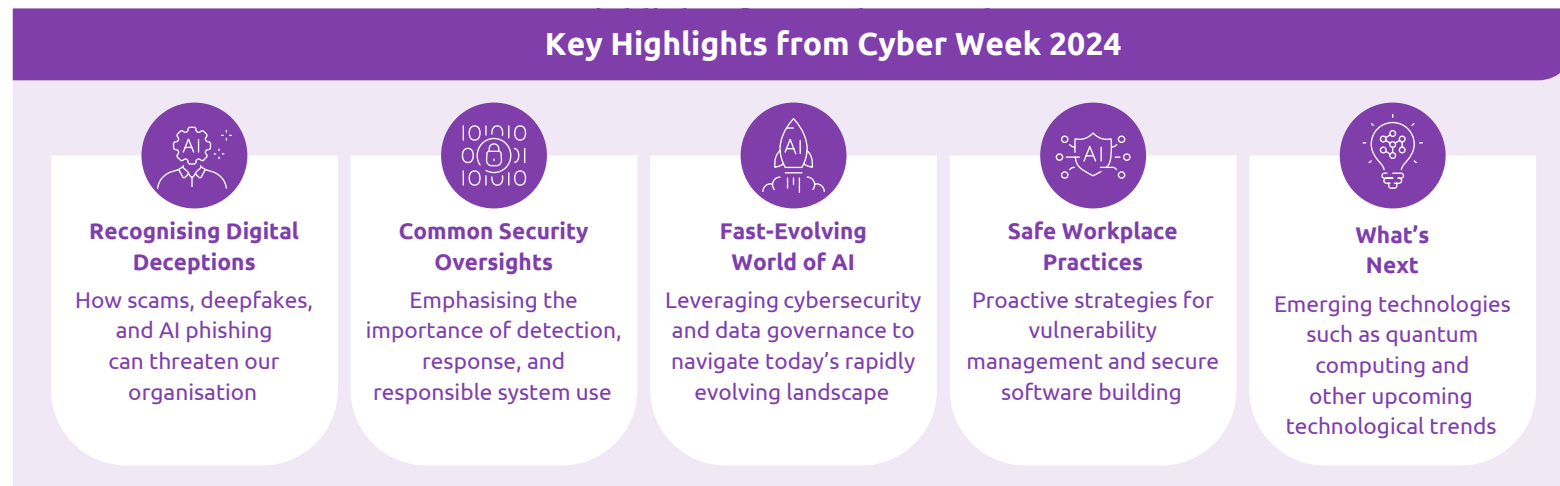 Key Highlights from Cyber Week 2024
AI
Recognising Digital
Deceptions
How scams, deepfakes,
and AI phishing
can threaten our
organisation
101010
0 01
101010
Common Security
Oversights
Emphasising the
importance of detection,
response, and
responsible system use
AI
Fast-Evolving
World of AI
Leveraging cybersecurity
and data governance to
navigate today's rapidly
evolving landscape
AI
Safe Workplace
Practices
Proactive strategies for
vulnerability
management and secure
software building
What's
Next
Emerging technologies
such as quantum
computing and
other upcoming
technological trends